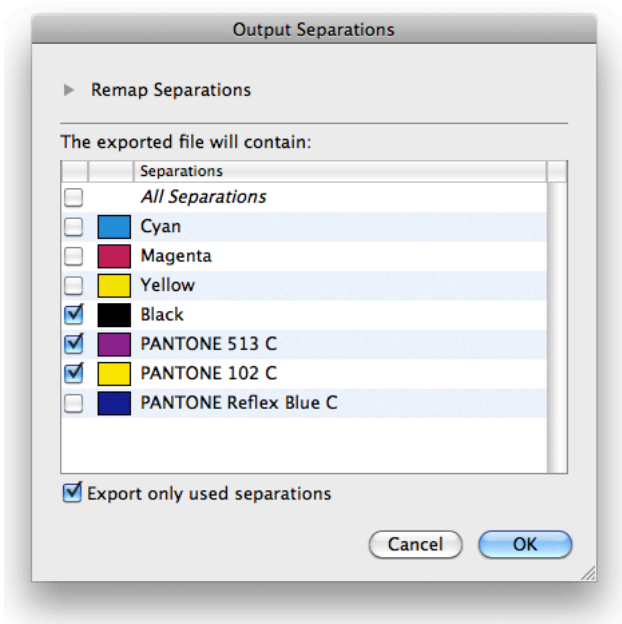 Output Separations
Remap Separations
The exported file will contain:
Separations
All Separations
Cyan
Magenta
Yellow
Black
PANTONE 513 C
PANTONE 102 C
PANTONE Reflex Blue C
Export only used separations
Cancel OK